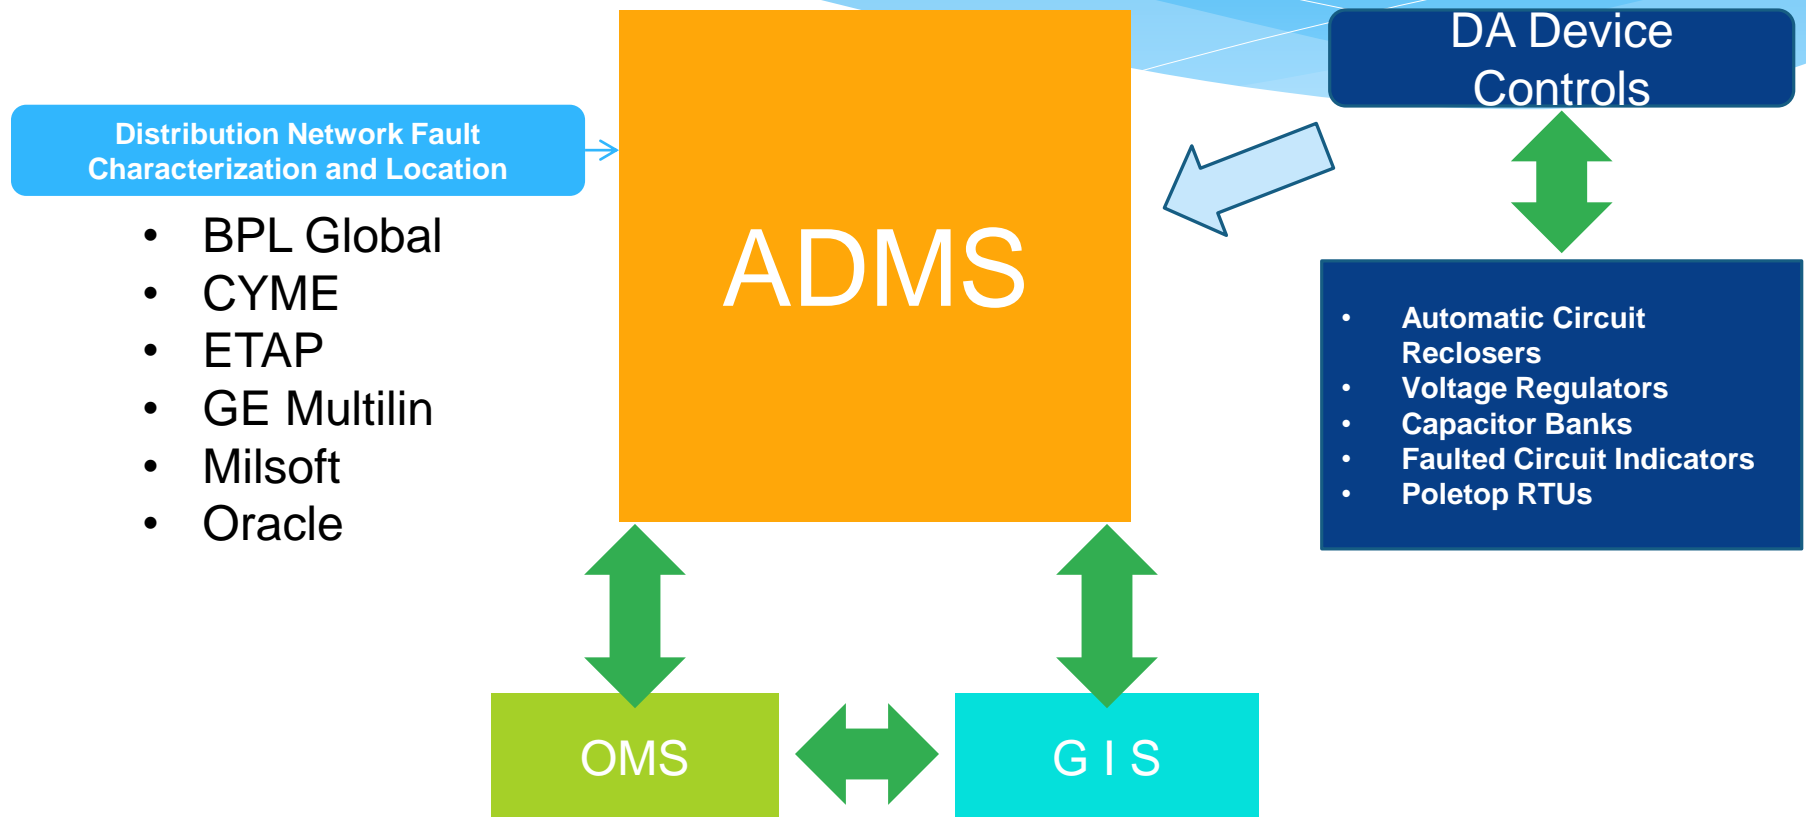 Distribution Network Fault
Characterization and Location
• BPL Global
• CYME
• ETAP
• GE Multilin
• Milsoft
• Oracle
ADMS
DA Device
Controls
• Automatic Circuit
Reclosers
• Voltage Regulators
• Capacitor Banks
• Faulted Circuit Indicators
• Poletop RTUs
OMS
G I S